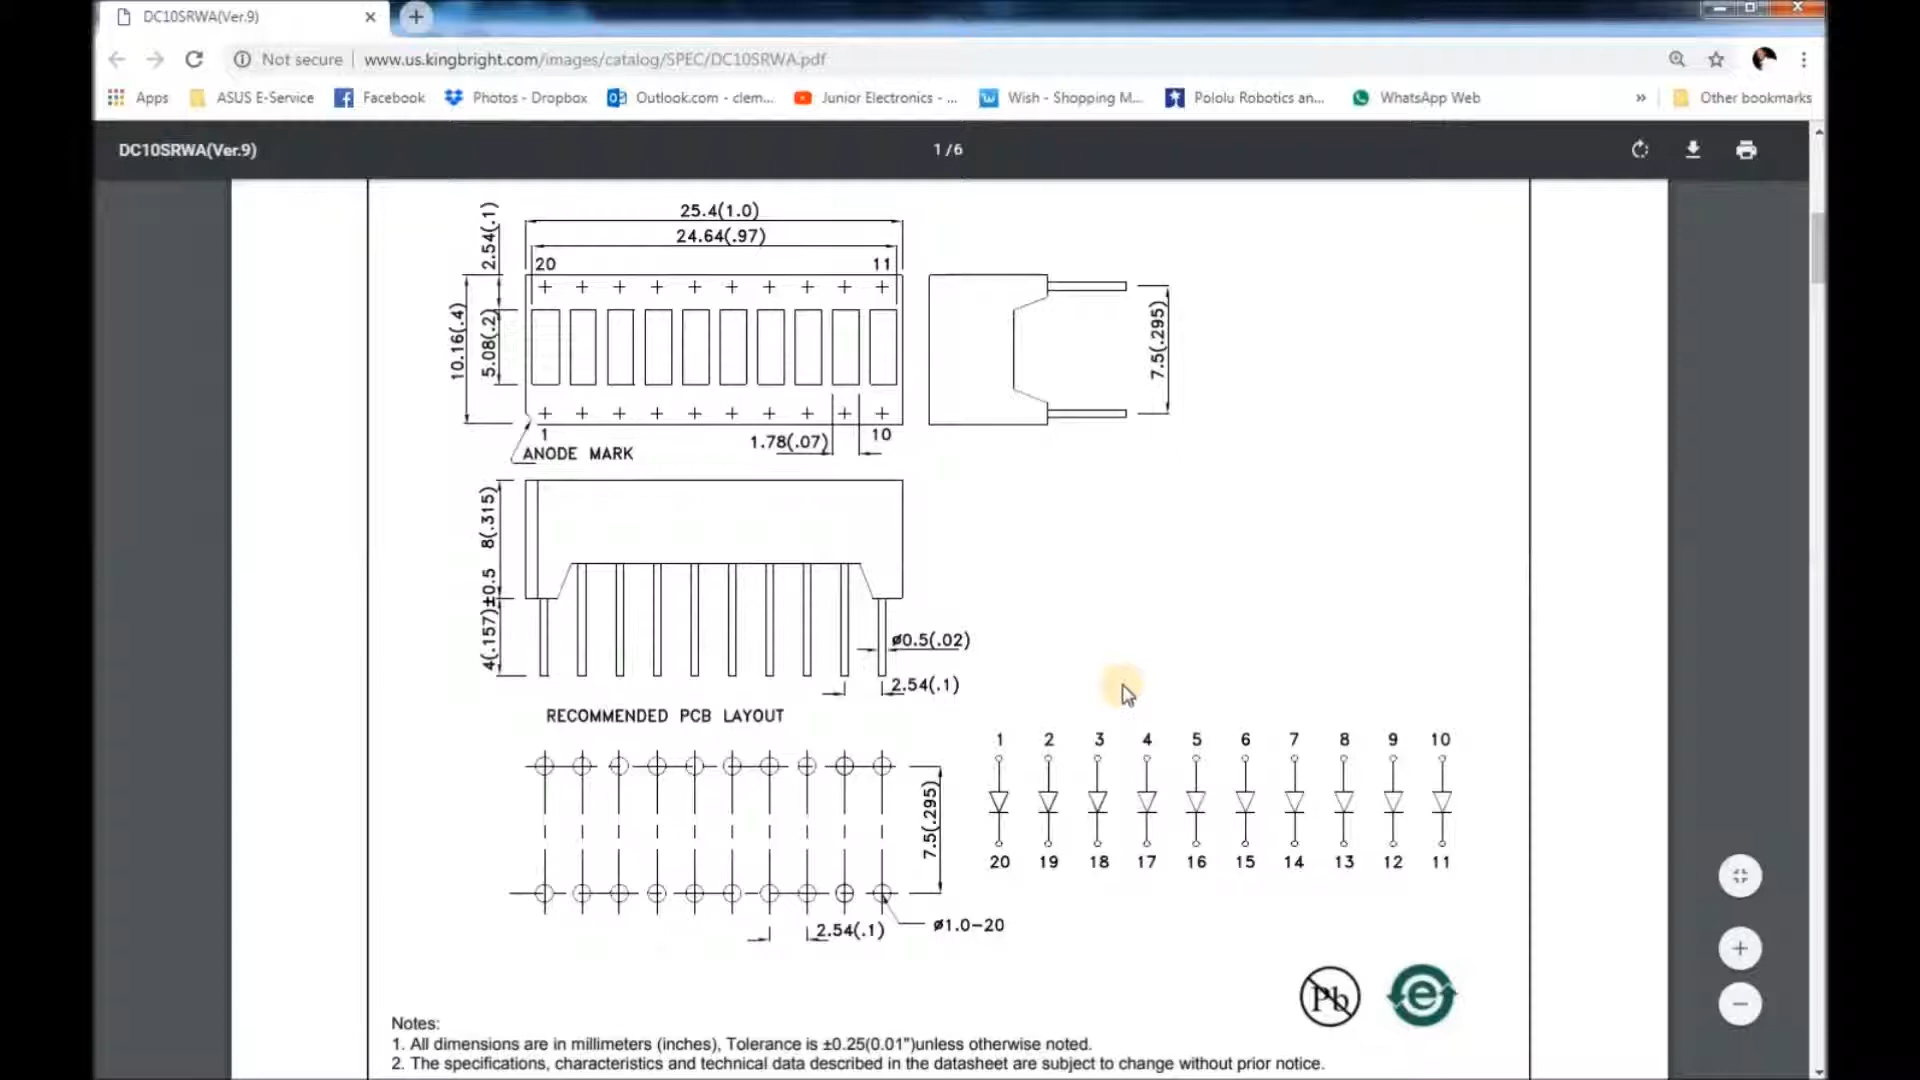 DC10SRWA(Ver.9)
Not secure | www.us.kingbright.com/images/catalog/SPEC/DC10SRWA.pdf
Apps ASUS E-Service Facebook Photos - Dropbox Outlook.com - clem... Junior Electronics - ... Wish - Shopping M... Pololu Robotics an... WhatsApp Web » Other bookmarks
DC10SRWA(Ver.9) 1 / 6
25.4(1.0)
24.64(.97)
2.54(.1)
20 11
10.16(.4)
5.08(.2)
7.5(.295)
1 1.78(.07) 10
ANODE MARK
8(.315)
4(.157)±0.5
ø0.5(.02)
2.54(.1)
RECOMMENDED PCB LAYOUT
1 2 3 4 5 6 7 8 9 10
7.5(.295)
20 19 18 17 16 15 14 13 12 11
2.54(.1)
ø1.0-20
Pb
e
Notes:
1. All dimensions are in millimeters (inches), Tolerance is ±0.25(0.01")unless otherwise noted.
2. The specifications, characteristics and technical data described in the datasheet are subject to change without prior notice.